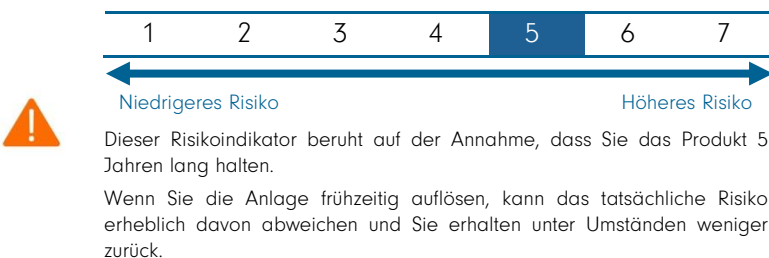 1 2 3 4 5 6 7
Niedrigeres Risiko Höheres Risiko
Dieser Risikoindikator beruht auf der Annahme, dass Sie das Produkt 5
Jahren lang halten.
Wenn Sie die Anlage frühzeitig auflösen, kann das tatsächliche Risiko
erheblich davon abweichen und Sie erhalten unter Umständen weniger
zurück.